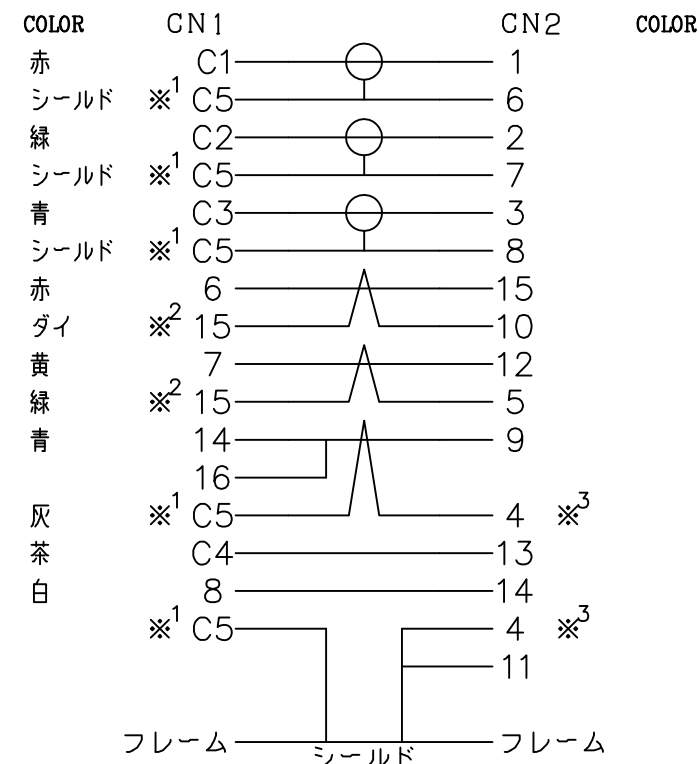 COLOR CN1 CN2 COLOR
赤 C1 1
シールド ※1 C5 6
緑 C2 2
シールド ※1 C5 7
青 C3 3
シールド ※1 C5 8
赤 6 15
ダイ ※2 15 10
黄 7 12
緑 ※2 15 5
青 14 9
16
灰 ※1 C5 4 ※3
茶 C4 13
白 8 14
※1 C5 4 ※3
11
フレーム フレーム
シールド